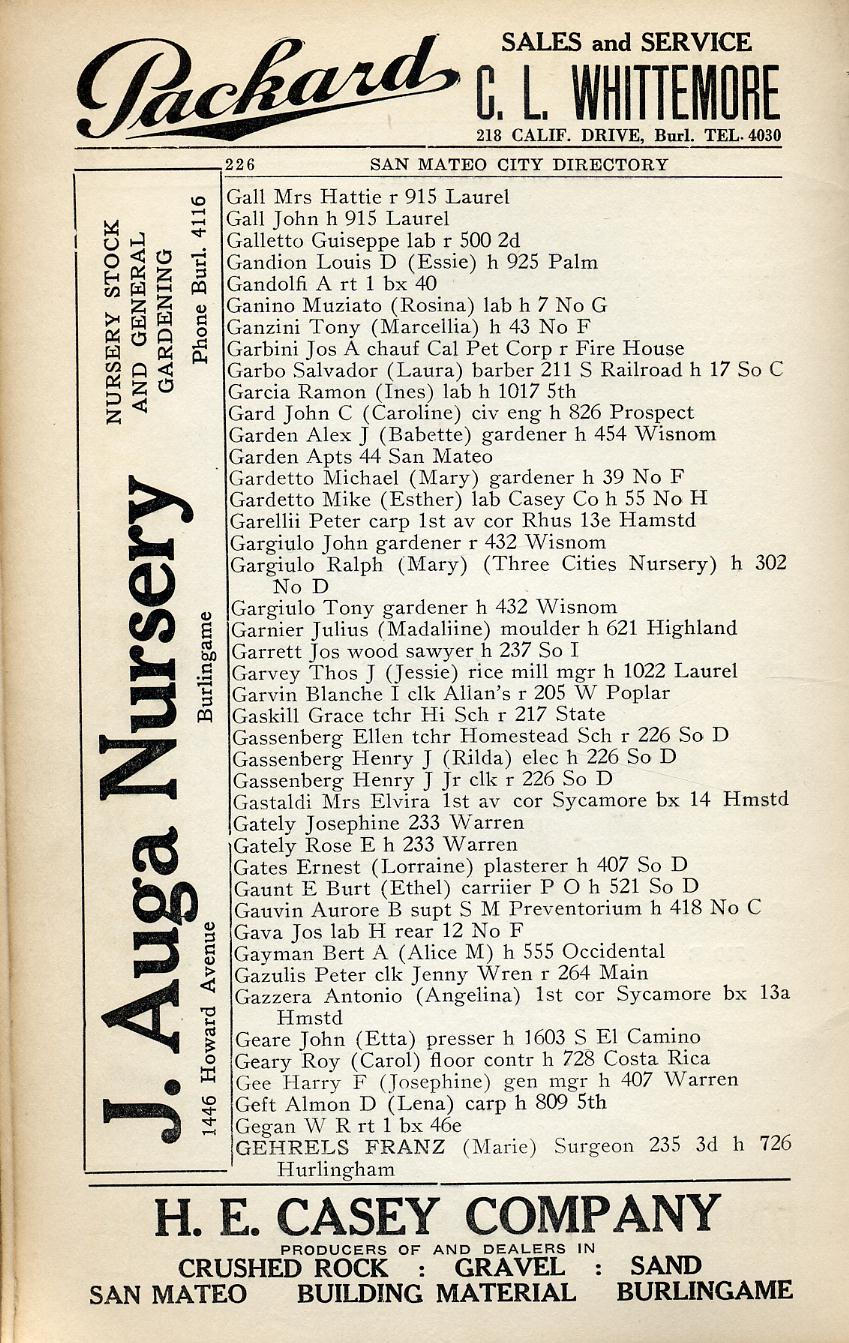 Packard
SALES and SERVICE
C. L. WHITTEMORE
218 CALIF. DRIVE, Burl. TEL. 4030
226 SAN MATEO CITY DIRECTORY
NURSERY STOCK
AND GENERAL
GARDENING
Phone Burl. 4116
J. Auga Nursery
1446 Howard Avenue Burlingame
Gall Mrs Hattie r 915 Laurel
Gall John h 915 Laurel
Galletto Guiseppe lab r 500 2d
Gandion Louis D (Essie) h 925 Palm
Gandolfi A rt 1 bx 40
Ganino Muziato (Rosina) lab h 7 No G
Ganzini Tony (Marcellia) h 43 No F
Garbini Jos A chauf Cal Pet Corp r Fire House
Garbo Salvador (Laura) barber 211 S Railroad h 17 So C
Garcia Ramon (Ines) lab h 1017 5th
Gard John C (Caroline) civ eng h 826 Prospect
Garden Alex J (Babette) gardener h 454 Wisnom
Garden Apts 44 San Mateo
Gardetto Michael (Mary) gardener h 39 No F
Gardetto Mike (Esther) lab Casey Co h 55 No H
Garellii Peter carp 1st av cor Rhus 13e Hamstd
Gargiulo John gardener r 432 Wisnom
Gargiulo Ralph (Mary) (Three Cities Nursery) h 302
No D
Gargiulo Tony gardener h 432 Wisnom
Garnier Julius (Madaliine) moulder h 621 Highland
Garrett Jos wood sawyer h 237 So I
Garvey Thos J (Jessie) rice mill mgr h 1022 Laurel
Garvin Blanche I clk Allan's r 205 W Poplar
Gaskill Grace tchr Hi Sch r 217 State
Gassenberg Ellen tchr Homestead Sch r 226 So D
Gassenberg Henry J (Rilda) elec h 226 So D
Gassenberg Henry J Jr clk r 226 So D
Gastaldi Mrs Elvira 1st av cor Sycamore bx 14 Hmstd
Gately Josephine 233 Warren
Gately Rose E h 233 Warren
Gates Ernest (Lorraine) plasterer h 407 So D
Gaunt E Burt (Ethel) carriier P O h 521 So D
Gauvin Aurore B supt S M Preventorium h 418 No C
Gava Jos lab H rear 12 No F
Gayman Bert A (Alice M) h 555 Occidental
Gazulis Peter clk Jenny Wren r 264 Main
Gazzera Antonio (Angelina) 1st cor Sycamore bx 13a
Hmstd
Geare John (Etta) presser h 1603 S El Camino
Geary Roy (Carol) floor contr h 728 Costa Rica
Gee Harry F (Josephine) gen mgr h 407 Warren
Geft Almon D (Lena) carp h 809 5th
Gegan W R rt 1 bx 46e
GEHRELS FRANZ (Marie) Surgeon 235 3d h 726
Hurlingham
H. E. CASEY COMPANY
PRODUCERS OF AND DEALERS IN
CRUSHED ROCK : GRAVEL : SAND
SAN MATEO BUILDING MATERIAL BURLINGAME